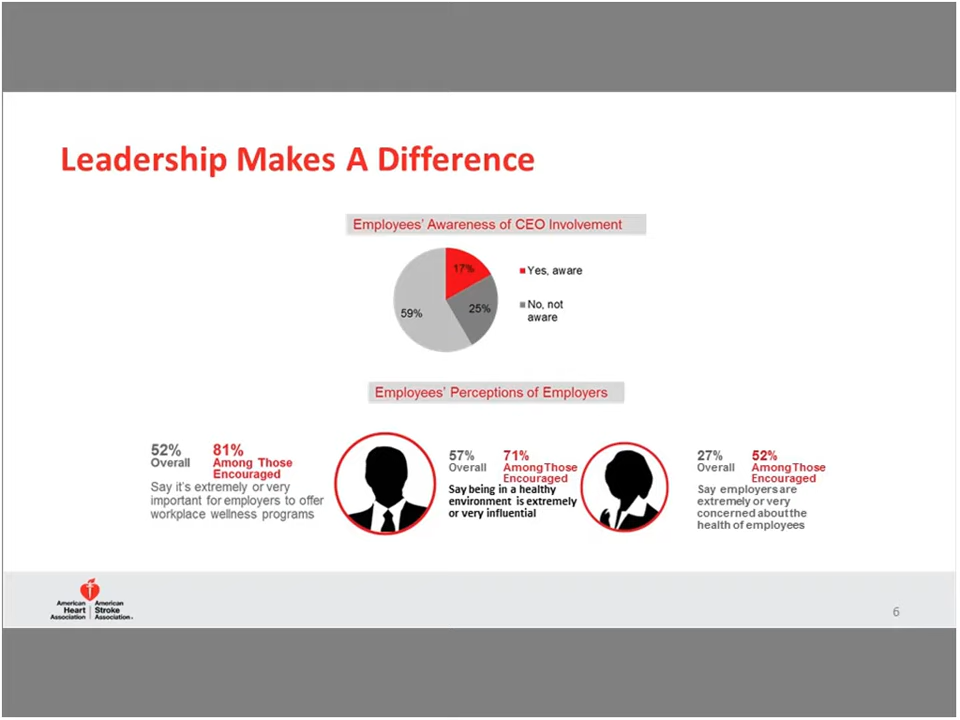 Leadership Makes A Difference
Employees' Awareness of CEO Involvement
17%
25%
59%
Yes, aware
No, not
aware
Employees' Perceptions of Employers
52%
Overall
81%
Among Those
Encouraged
Say it's extremely or very
important for employers to offer
workplace wellness programs
57%
Overall
71%
Among Those
Encouraged
Say being in a healthy
environment is extremely
or very influential
27%
Overall
52%
Among Those
Encouraged
Say employers are
extremely or very
concerned about the
health of employees
American
Heart
Association
American
Stroke
Association
6